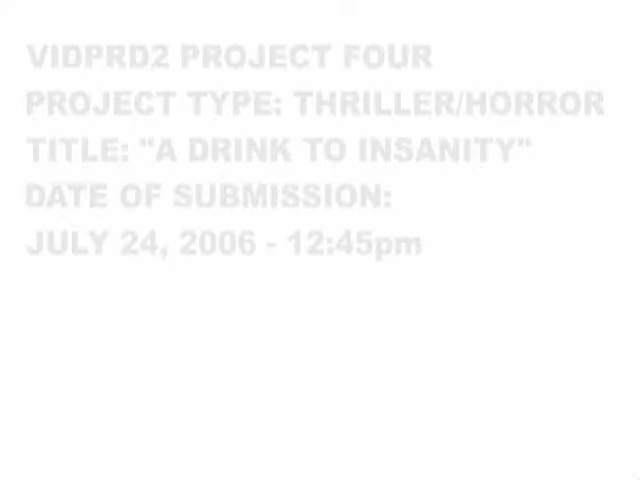 VIDPRD2 PROJECT FOUR
PROJECT TYPE: THRILLER/HORROR
TITLE: "A DRINK TO INSANITY"
DATE OF SUBMISSION:
JULY 24, 2006 - 12:45pm